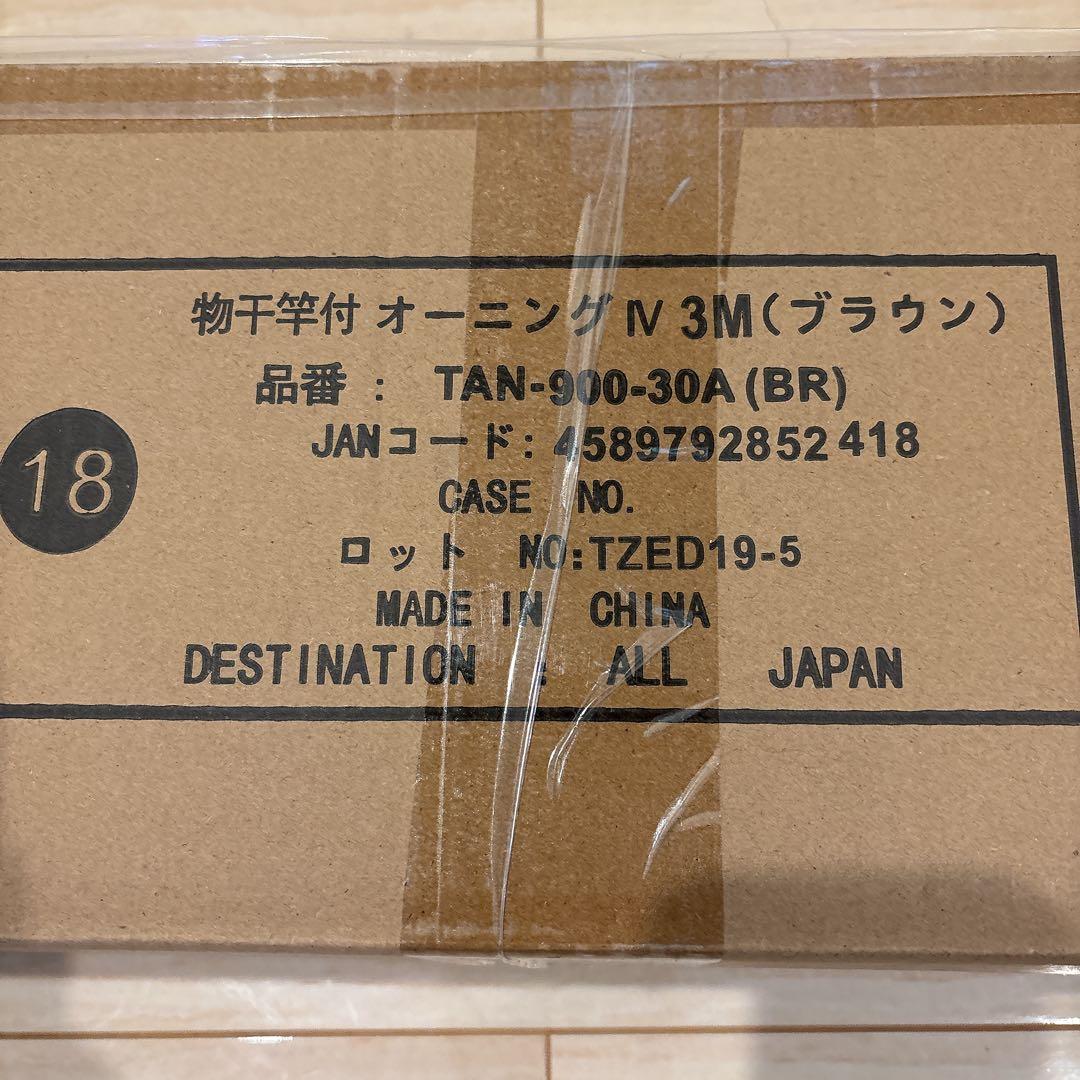 物干竿付 オーニング Ⅳ 3M(ブラウン)
品番 : TAN-900-30A(BR)
JANコード: 4589792852418
18
CASE NO.
ロット NO:TZED19-5
MADE IN CHINA
DESTINATION : ALL JAPAN